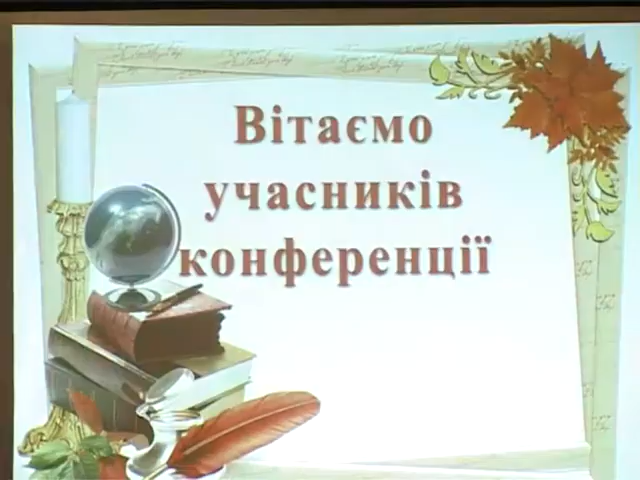 Вітаємо
учасників
конференції